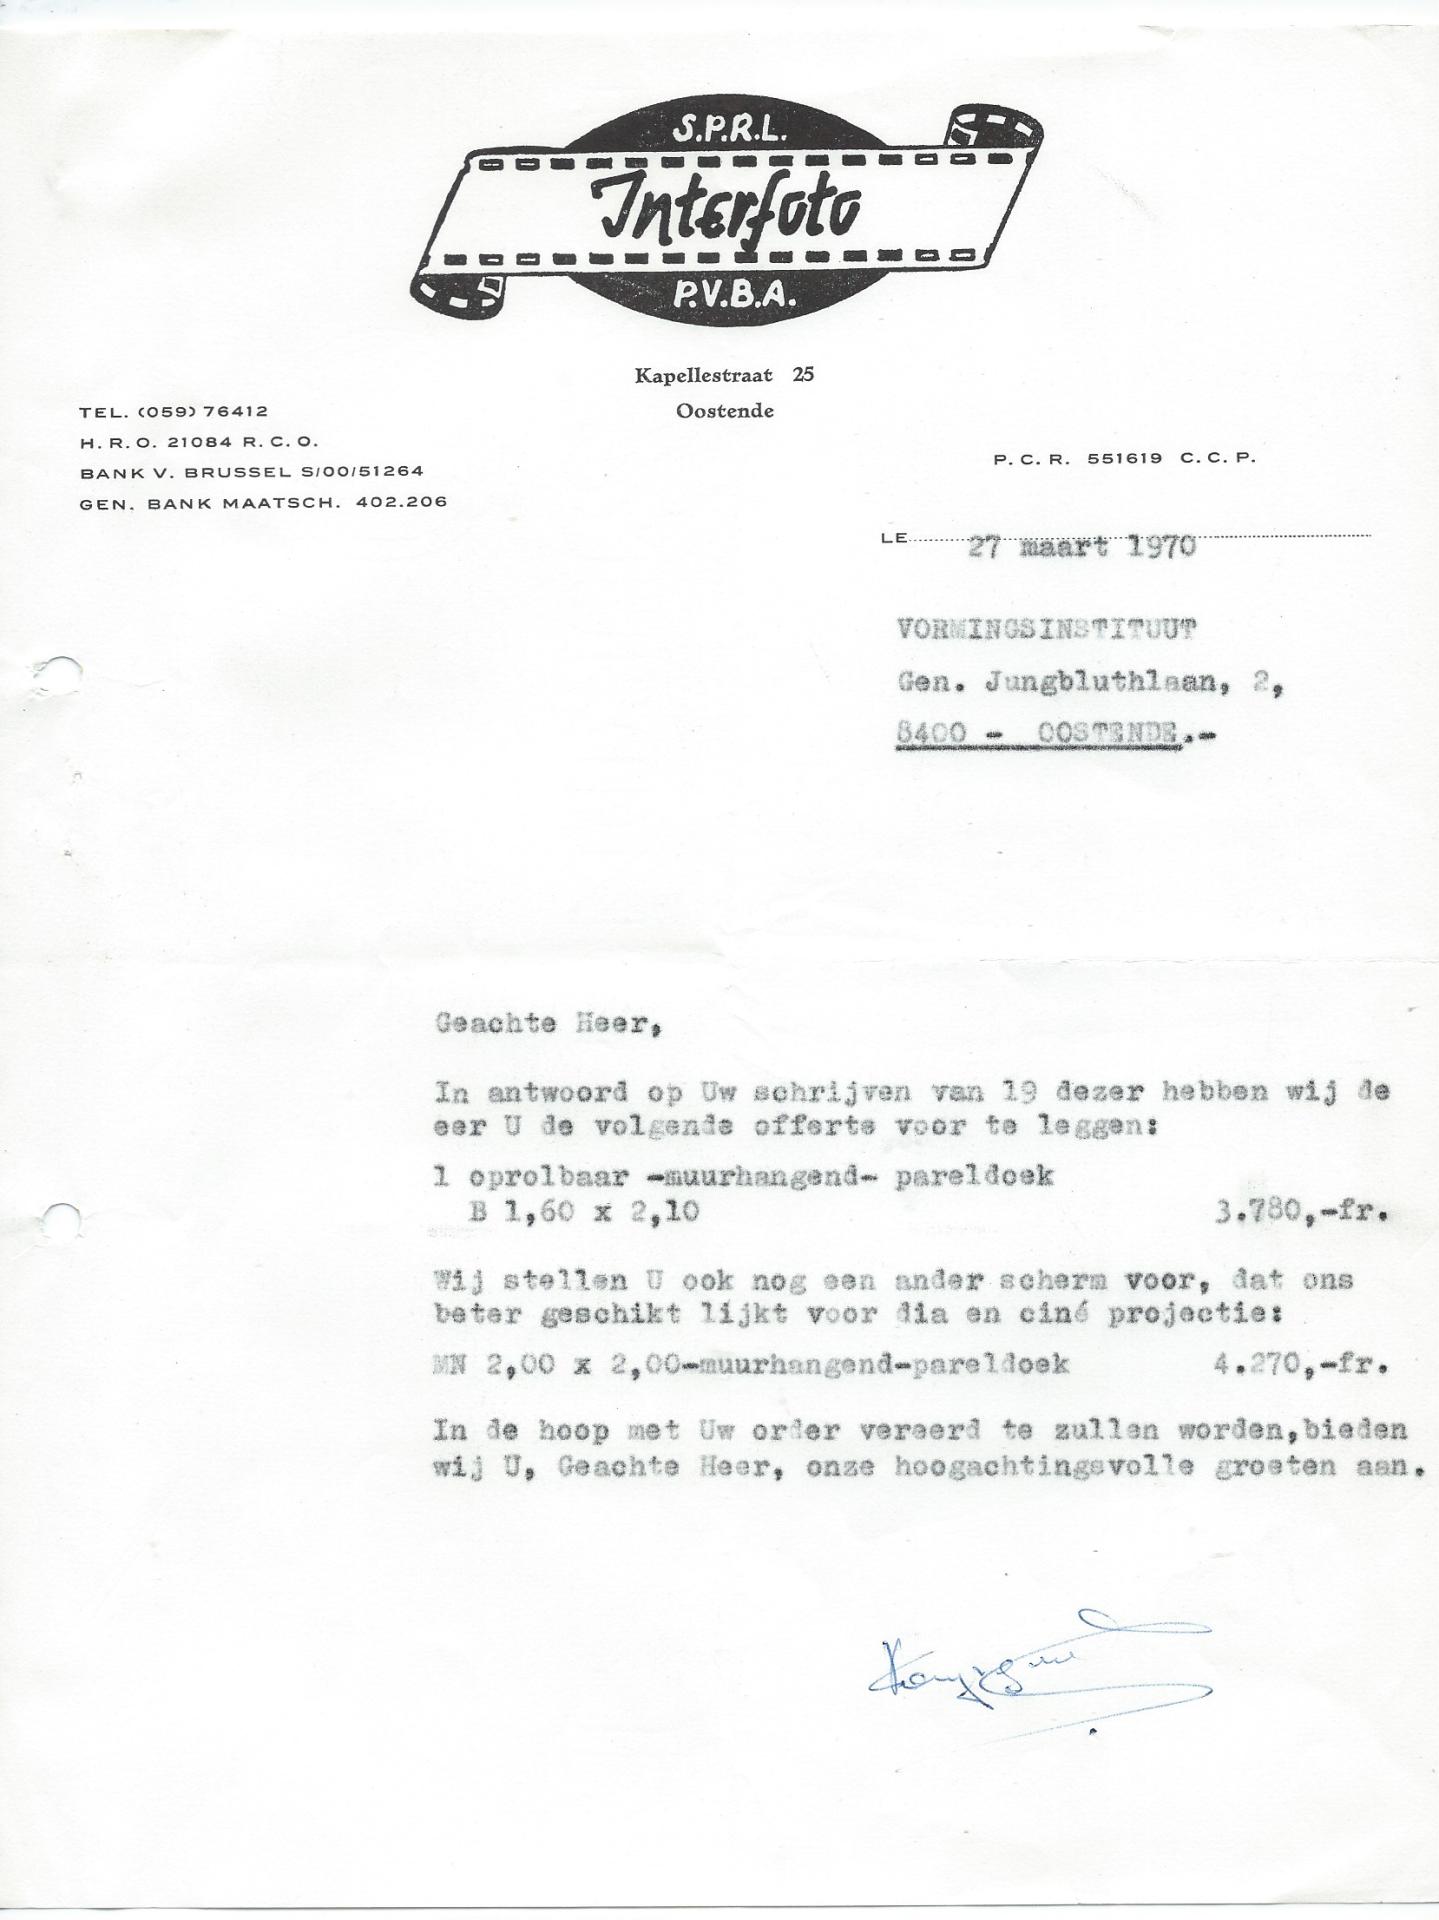 S.P.R.L.
Interfoto
P.V.B.A.
Kapellestraat 25
Oostende
TEL. (059) 76412
H. R. O. 21084 R. C. O.
BANK V. BRUSSEL S/00/51264
GEN. BANK MAATSCH. 402.206
P. C. R. 551619 C. C. P.
LE 27 maart 1970
VORMINGSINSTITUUT
Gen. Jungbluthlaan, 2,
8400 - OOSTENDE.-
Geachte Heer,
In antwoord op Uw schrijven van 19 dezer hebben wij de
eer U de volgende offerte voor te leggen:
1 oprolbaar -muurhangend- pareldoek
B 1,60 x 2,10 3.780,-fr.
Wij stellen U ook nog een ander scherm voor, dat ons
beter geschikt lijkt voor dia en ciné projectie:
MN 2,00 x 2,00-muurhangend-pareldoek 4.270,-fr.
In de hoop met Uw order vereerd te zullen worden,bieden
wij U, Geachte Heer, onze hoogachtingsvolle groeten aan.